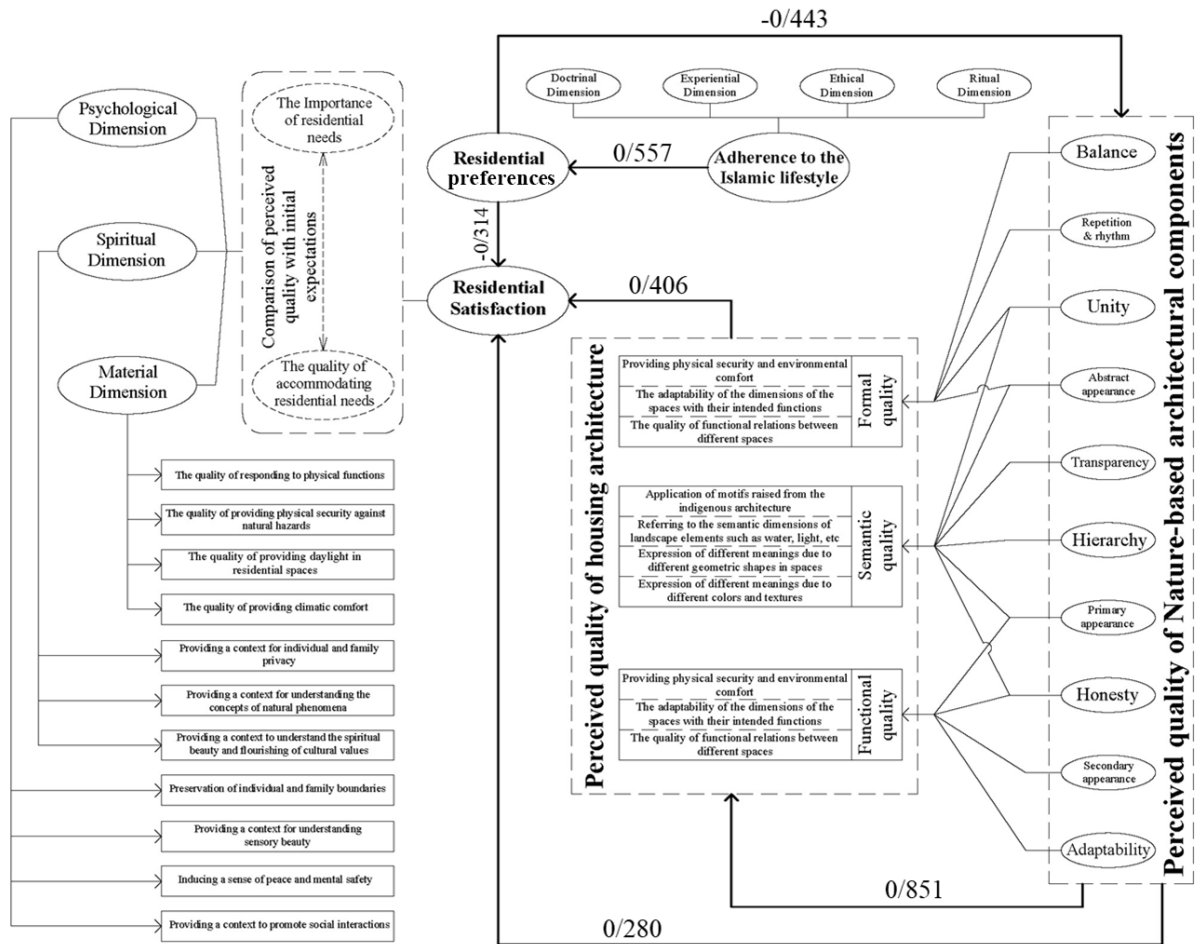 -0/443
Doctrinal
Dimension
Experiential
Dimension
Ethical
Dimension
Ritual
Dimension
Psychological
Dimension
Spiritual
Dimension
Material
Dimension
The Importance
of residential
needs
Comparison of perceived
quality with initial
expectations
The quality of
accommodating
residential needs
Residential
preferences
0/557
Adherence to the
Islamic lifestyle
-0/314
Residential
Satisfaction
0/406
The quality of responding to physical functions
The quality of providing physical security against
natural hazards
The quality of providing daylight in
residential spaces
The quality of providing climatic comfort
Providing a context for individual and family
privacy
Providing a context for understanding the
concepts of natural phenomena
Providing a context to understand the spiritual
beauty and flourishing of cultural values
Preservation of individual and family boundaries
Providing a context for understanding
sensory beauty
Inducing a sense of peace and mental safety
Providing a context to promote social interactions
Perceived quality of housing architecture
Providing physical security and environmental
comfort
The adaptability of the dimensions of the
spaces with their intended functions
The quality of functional relations between
different spaces
Formal
quality
Application of motifs raised from the
indigenous architecture
Referring to the semantic dimensions of
landscape elements such as water, light, etc
Expression of different meanings due to
different geometric shapes in spaces
Expression of different meanings due to
different colors and textures
Semantic
quality
Providing physical security and environmental
comfort
The adaptability of the dimensions of the
spaces with their intended functions
The quality of functional relations between
different spaces
Functional
quality
Balance
Repetition
& rhythm
Unity
Abstract
appearance
Transparency
Hierarchy
Primary
appearance
Honesty
Secondary
appearance
Adaptability
Perceived quality of Nature-based architectural components
0/851
0/280